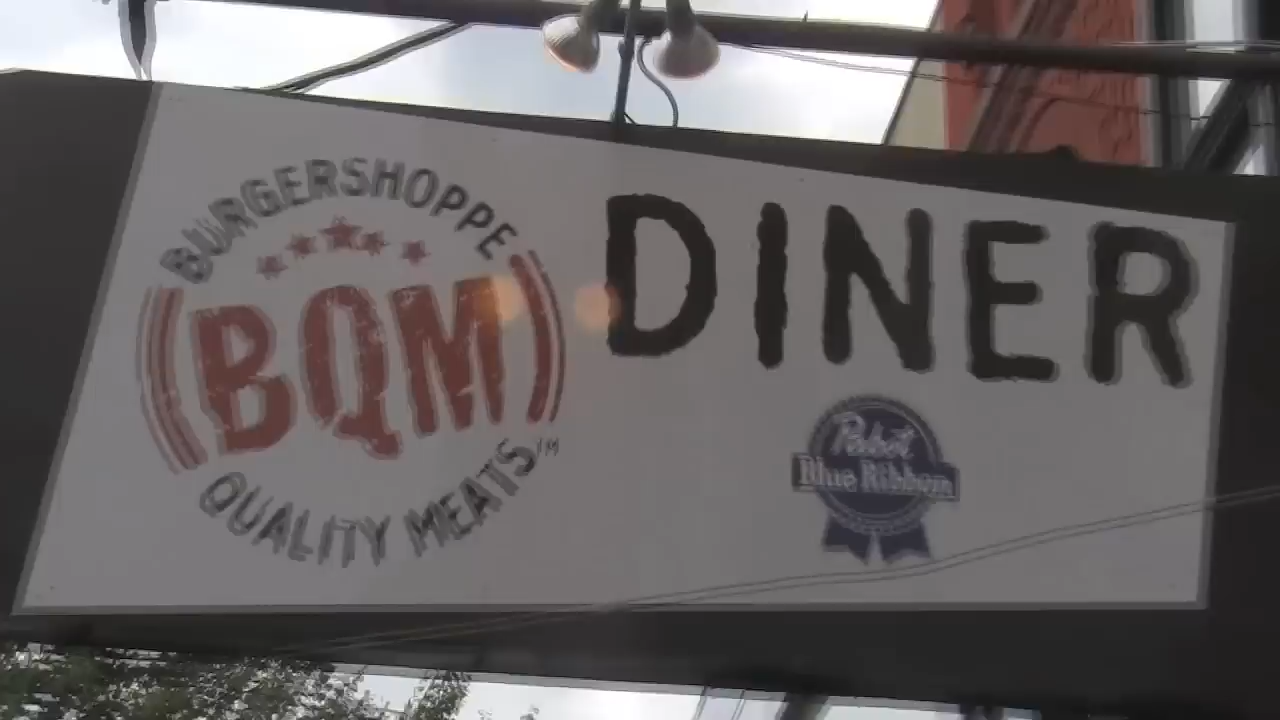 BURGERSHOPPE
BQM
QUALITY MEATS™
DINER
Pabst
Blue Ribbon